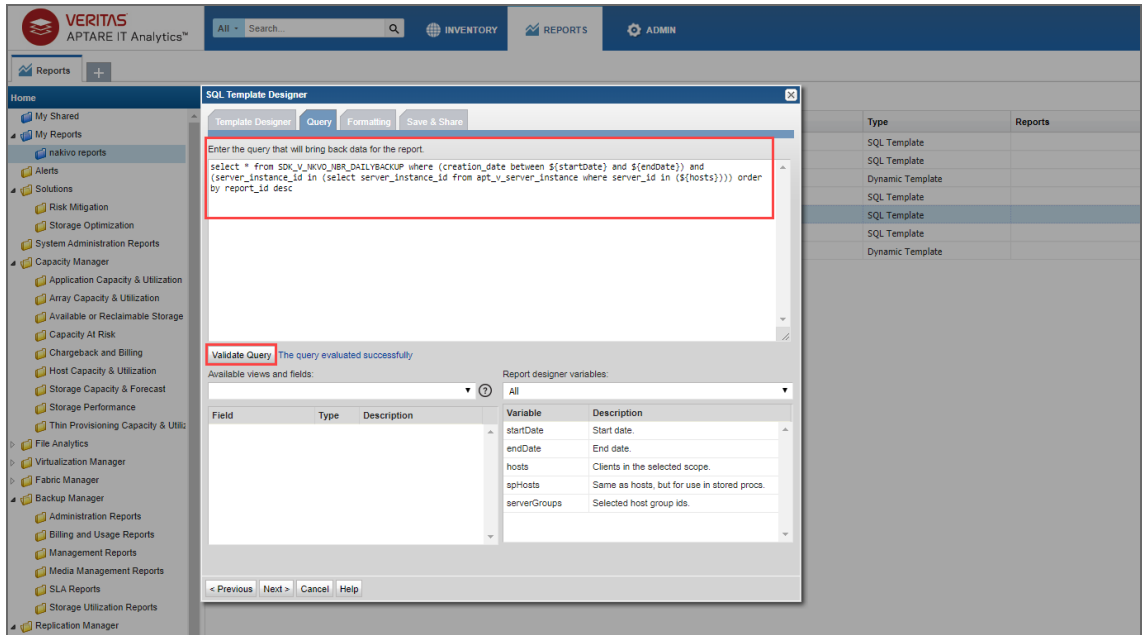 VERITAS™
APTARE IT Analytics™
All Search...
INVENTORY
REPORTS
ADMIN
Reports
+
Home
My Shared
My Reports
nakivo reports
Alerts
Solutions
Risk Mitigation
Storage Optimization
System Administration Reports
Capacity Manager
Application Capacity & Utilization
Array Capacity & Utilization
Available or Reclaimable Storage
Capacity At Risk
Chargeback and Billing
Host Capacity & Utilization
Storage Capacity & Forecast
Storage Performance
Thin Provisioning Capacity & Utiliz
File Analytics
Virtualization Manager
Fabric Manager
Backup Manager
Administration Reports
Billing and Usage Reports
Management Reports
Media Management Reports
SLA Reports
Storage Utilization Reports
Replication Manager
SQL Template Designer
Template Designer Query Formatting Save & Share
Enter the query that will bring back data for the report.
select * from SDK_V_NKVO_NBR_DAILYBACKUP where (creation_date between ${startDate} and ${endDate}) and
(server_instance_id in (select server_instance_id from apt_v_server_instance where server_id in (${hosts}))) order
by report_id desc
Validate Query The query evaluated successfully
Available views and fields:
?
Field Type Description
Report designer variables:
All
Variable Description
startDate Start date.
endDate End date.
hosts Clients in the selected scope.
spHosts Same as hosts, but for use in stored procs.
serverGroups Selected host group ids.
< Previous Next > Cancel Help
Type Reports
SQL Template
SQL Template
Dynamic Template
SQL Template
SQL Template
SQL Template
Dynamic Template